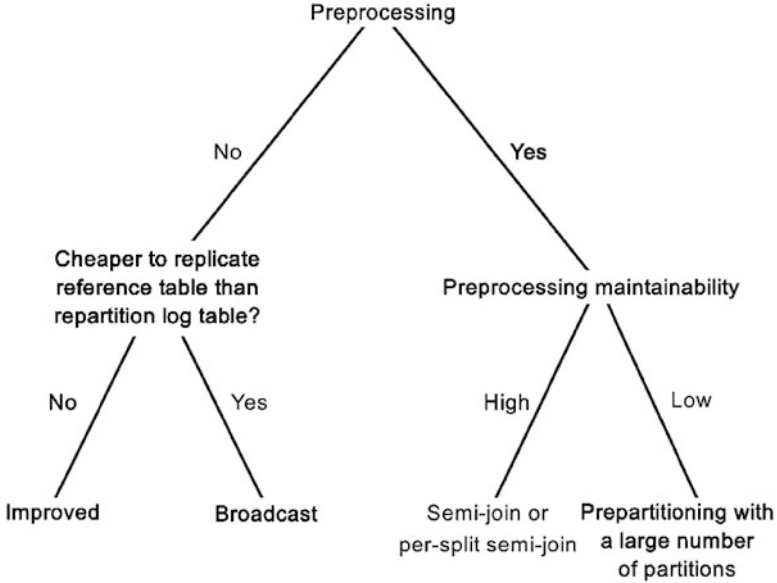 Preprocessing
No
Yes
Cheaper to replicate
reference table than
repartition log table?
Preprocessing maintainability
No
Yes
High
Low
Improved
Broadcast
Semi-join or
per-split semi-join
Prepartitioning with
a large number
of partitions